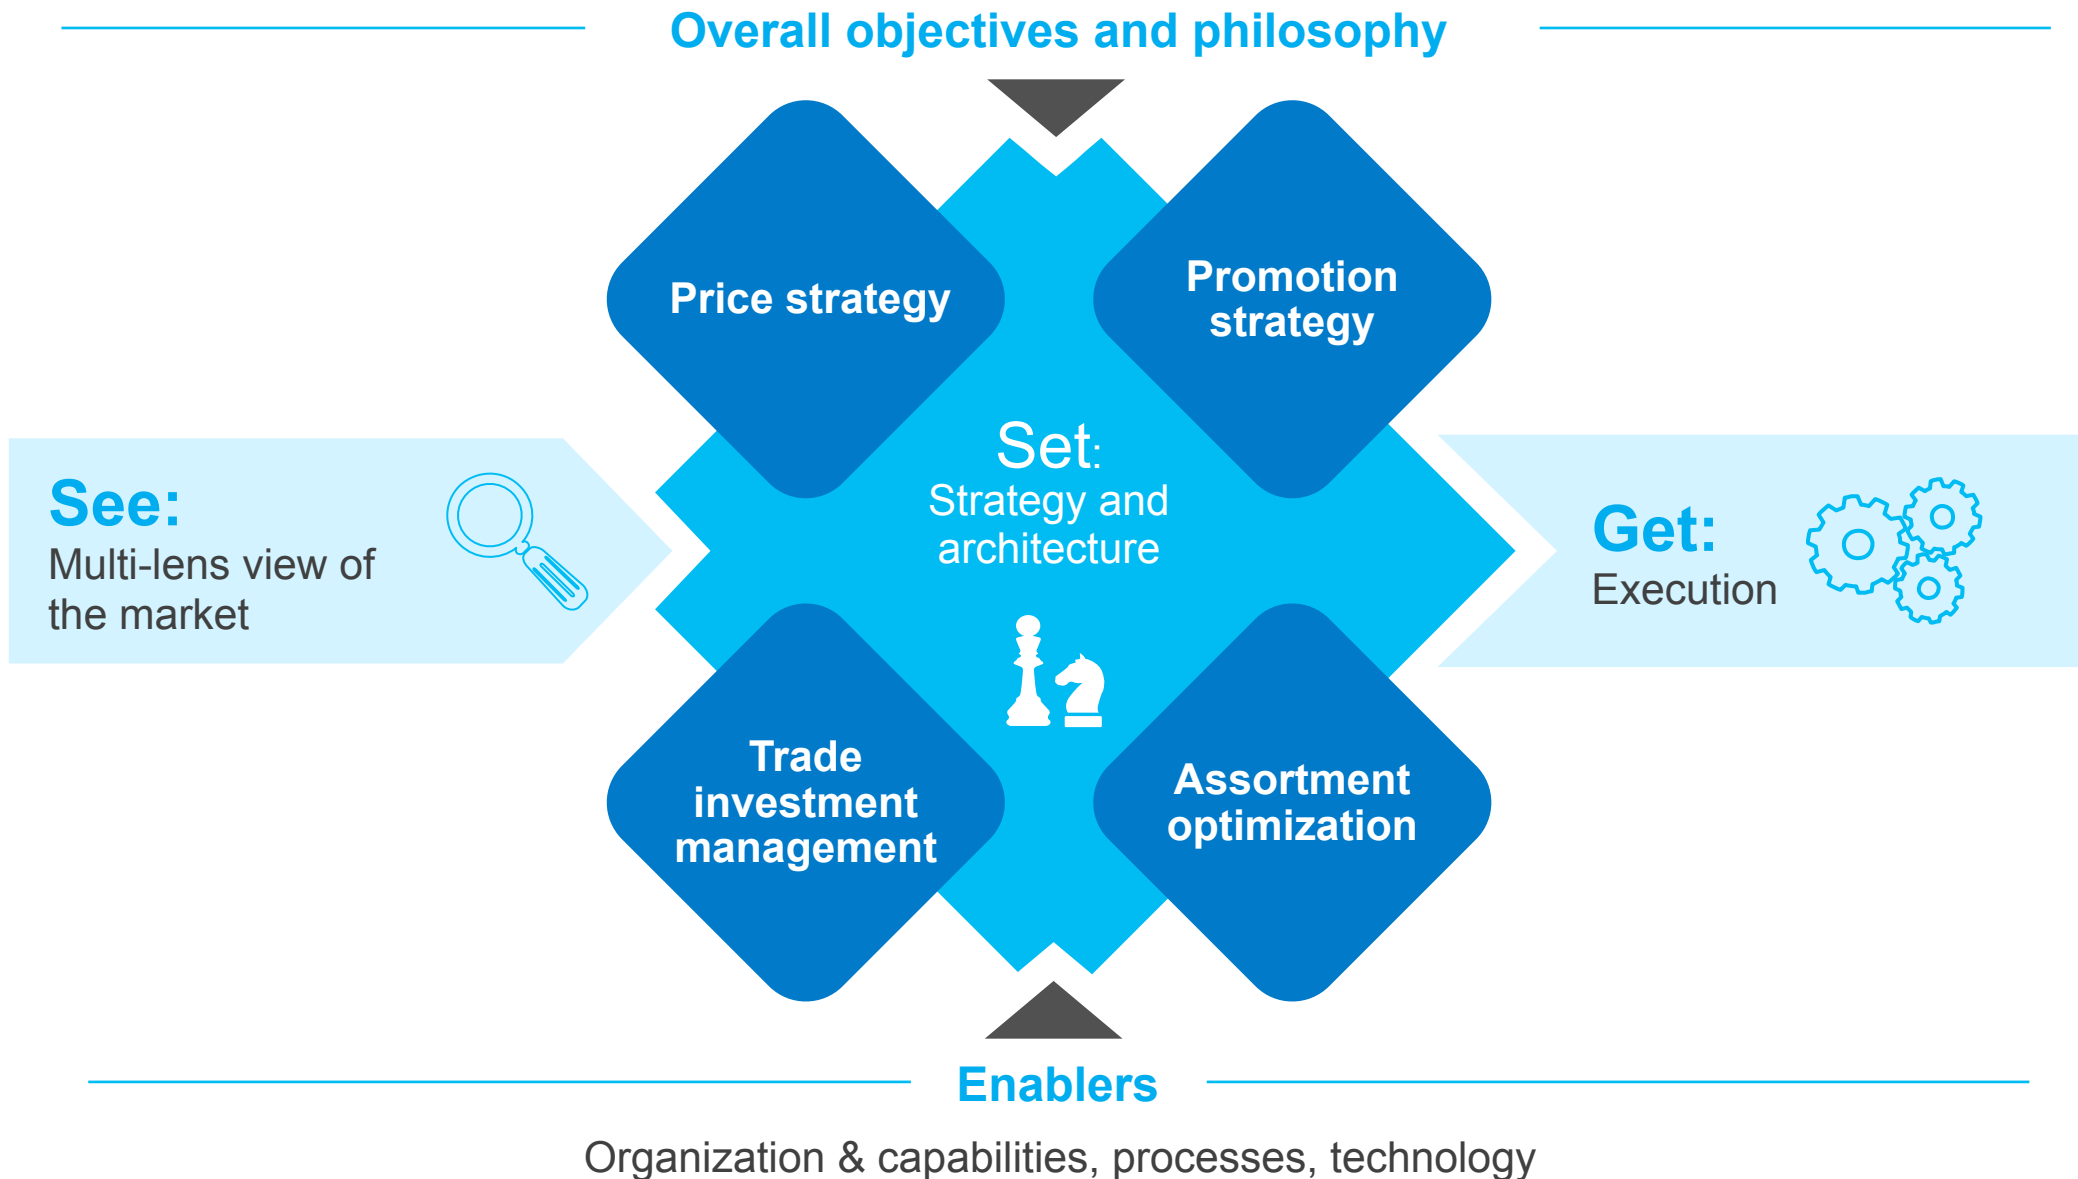 Overall objectives and philosophy
Price strategy
Promotion
strategy
See:
Multi-lens view of
the market
Set:
Strategy and
architecture
Get:
Execution
Trade
investment
management
Assortment
optimization
Enablers
Organization & capabilities, processes, technology